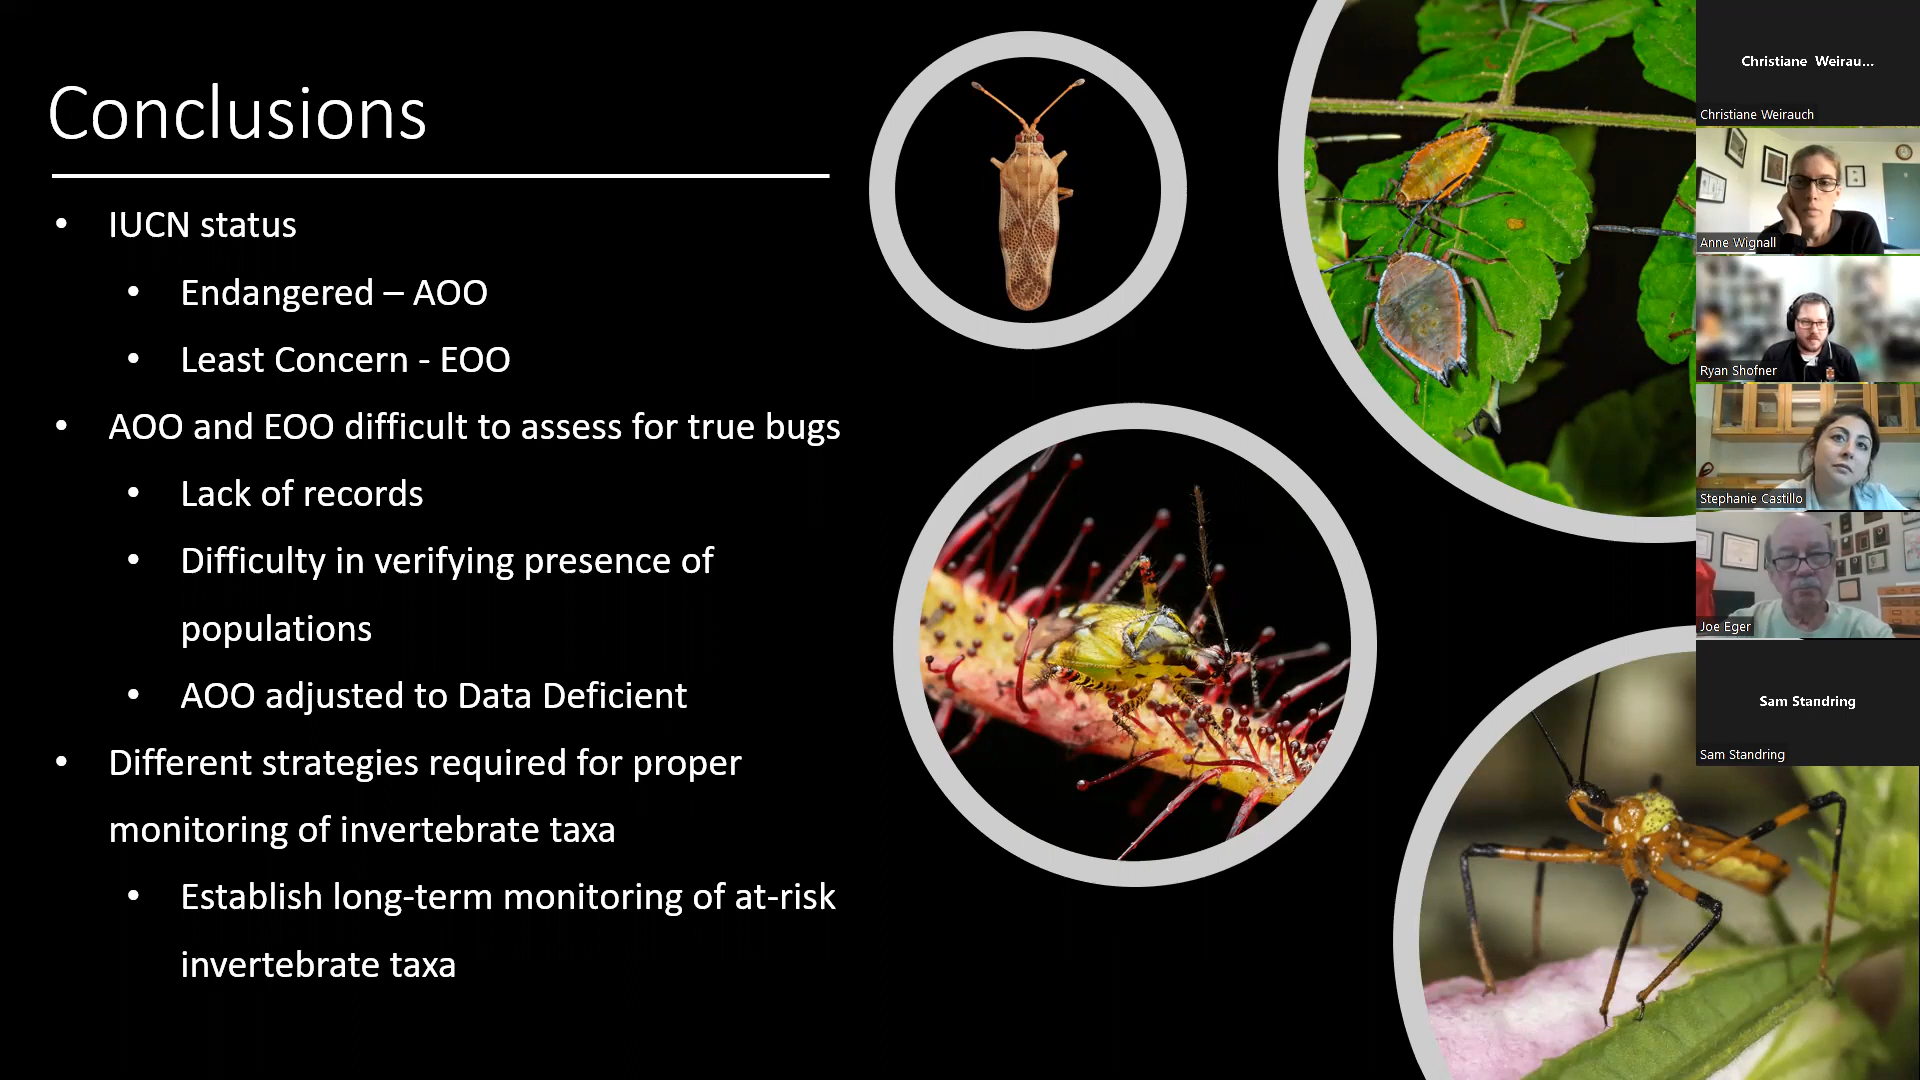 Conclusions
• IUCN status
• Endangered – AOO
• Least Concern - EOO
• AOO and EOO difficult to assess for true bugs
• Lack of records
• Difficulty in verifying presence of
populations
• AOO adjusted to Data Deficient
• Different strategies required for proper
monitoring of invertebrate taxa
• Establish long-term monitoring of at-risk
invertebrate taxa
Christiane Weirau...
Christiane Weirauch
Anne Wignall
Ryan Shofner
Stephanie Castillo
Joe Eger
Sam Standring
Sam Standring